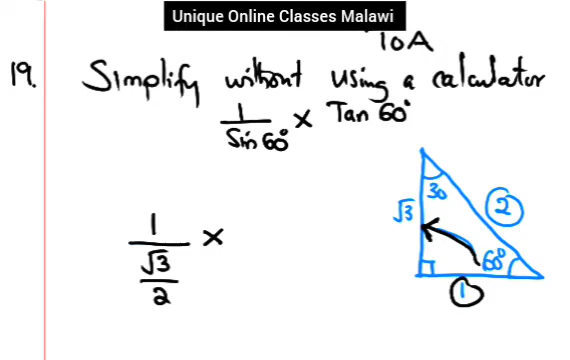 Unique Online Classes Malawi
10A
19. Simplify without using a calculator
1/Sin 60° × Tan 60°
1/(√3/2) ×
30
√3
2
60°
1